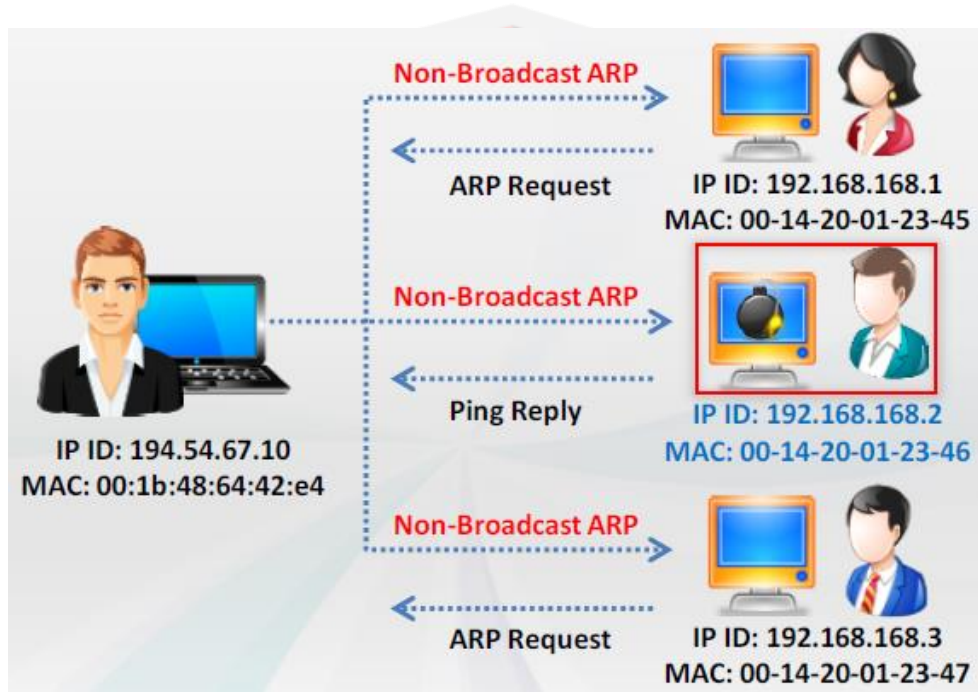 Non-Broadcast ARP
ARP Request
IP ID: 192.168.168.1
MAC: 00-14-20-01-23-45
Non-Broadcast ARP
Ping Reply
IP ID: 192.168.168.2
MAC: 00-14-20-01-23-46
IP ID: 194.54.67.10
MAC: 00:1b:48:64:42:e4
Non-Broadcast ARP
ARP Request
IP ID: 192.168.168.3
MAC: 00-14-20-01-23-47